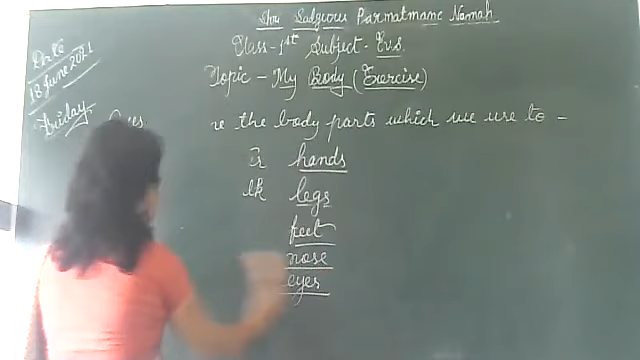 Shri Sadguru Parmatmane Namah
Class-1st Subject-Evs.
Topic - My Body (Exercise)
Date
18 June 2021
Friday
Ques.
the body parts which we use to -
hands
legs
feet
nose
eyes